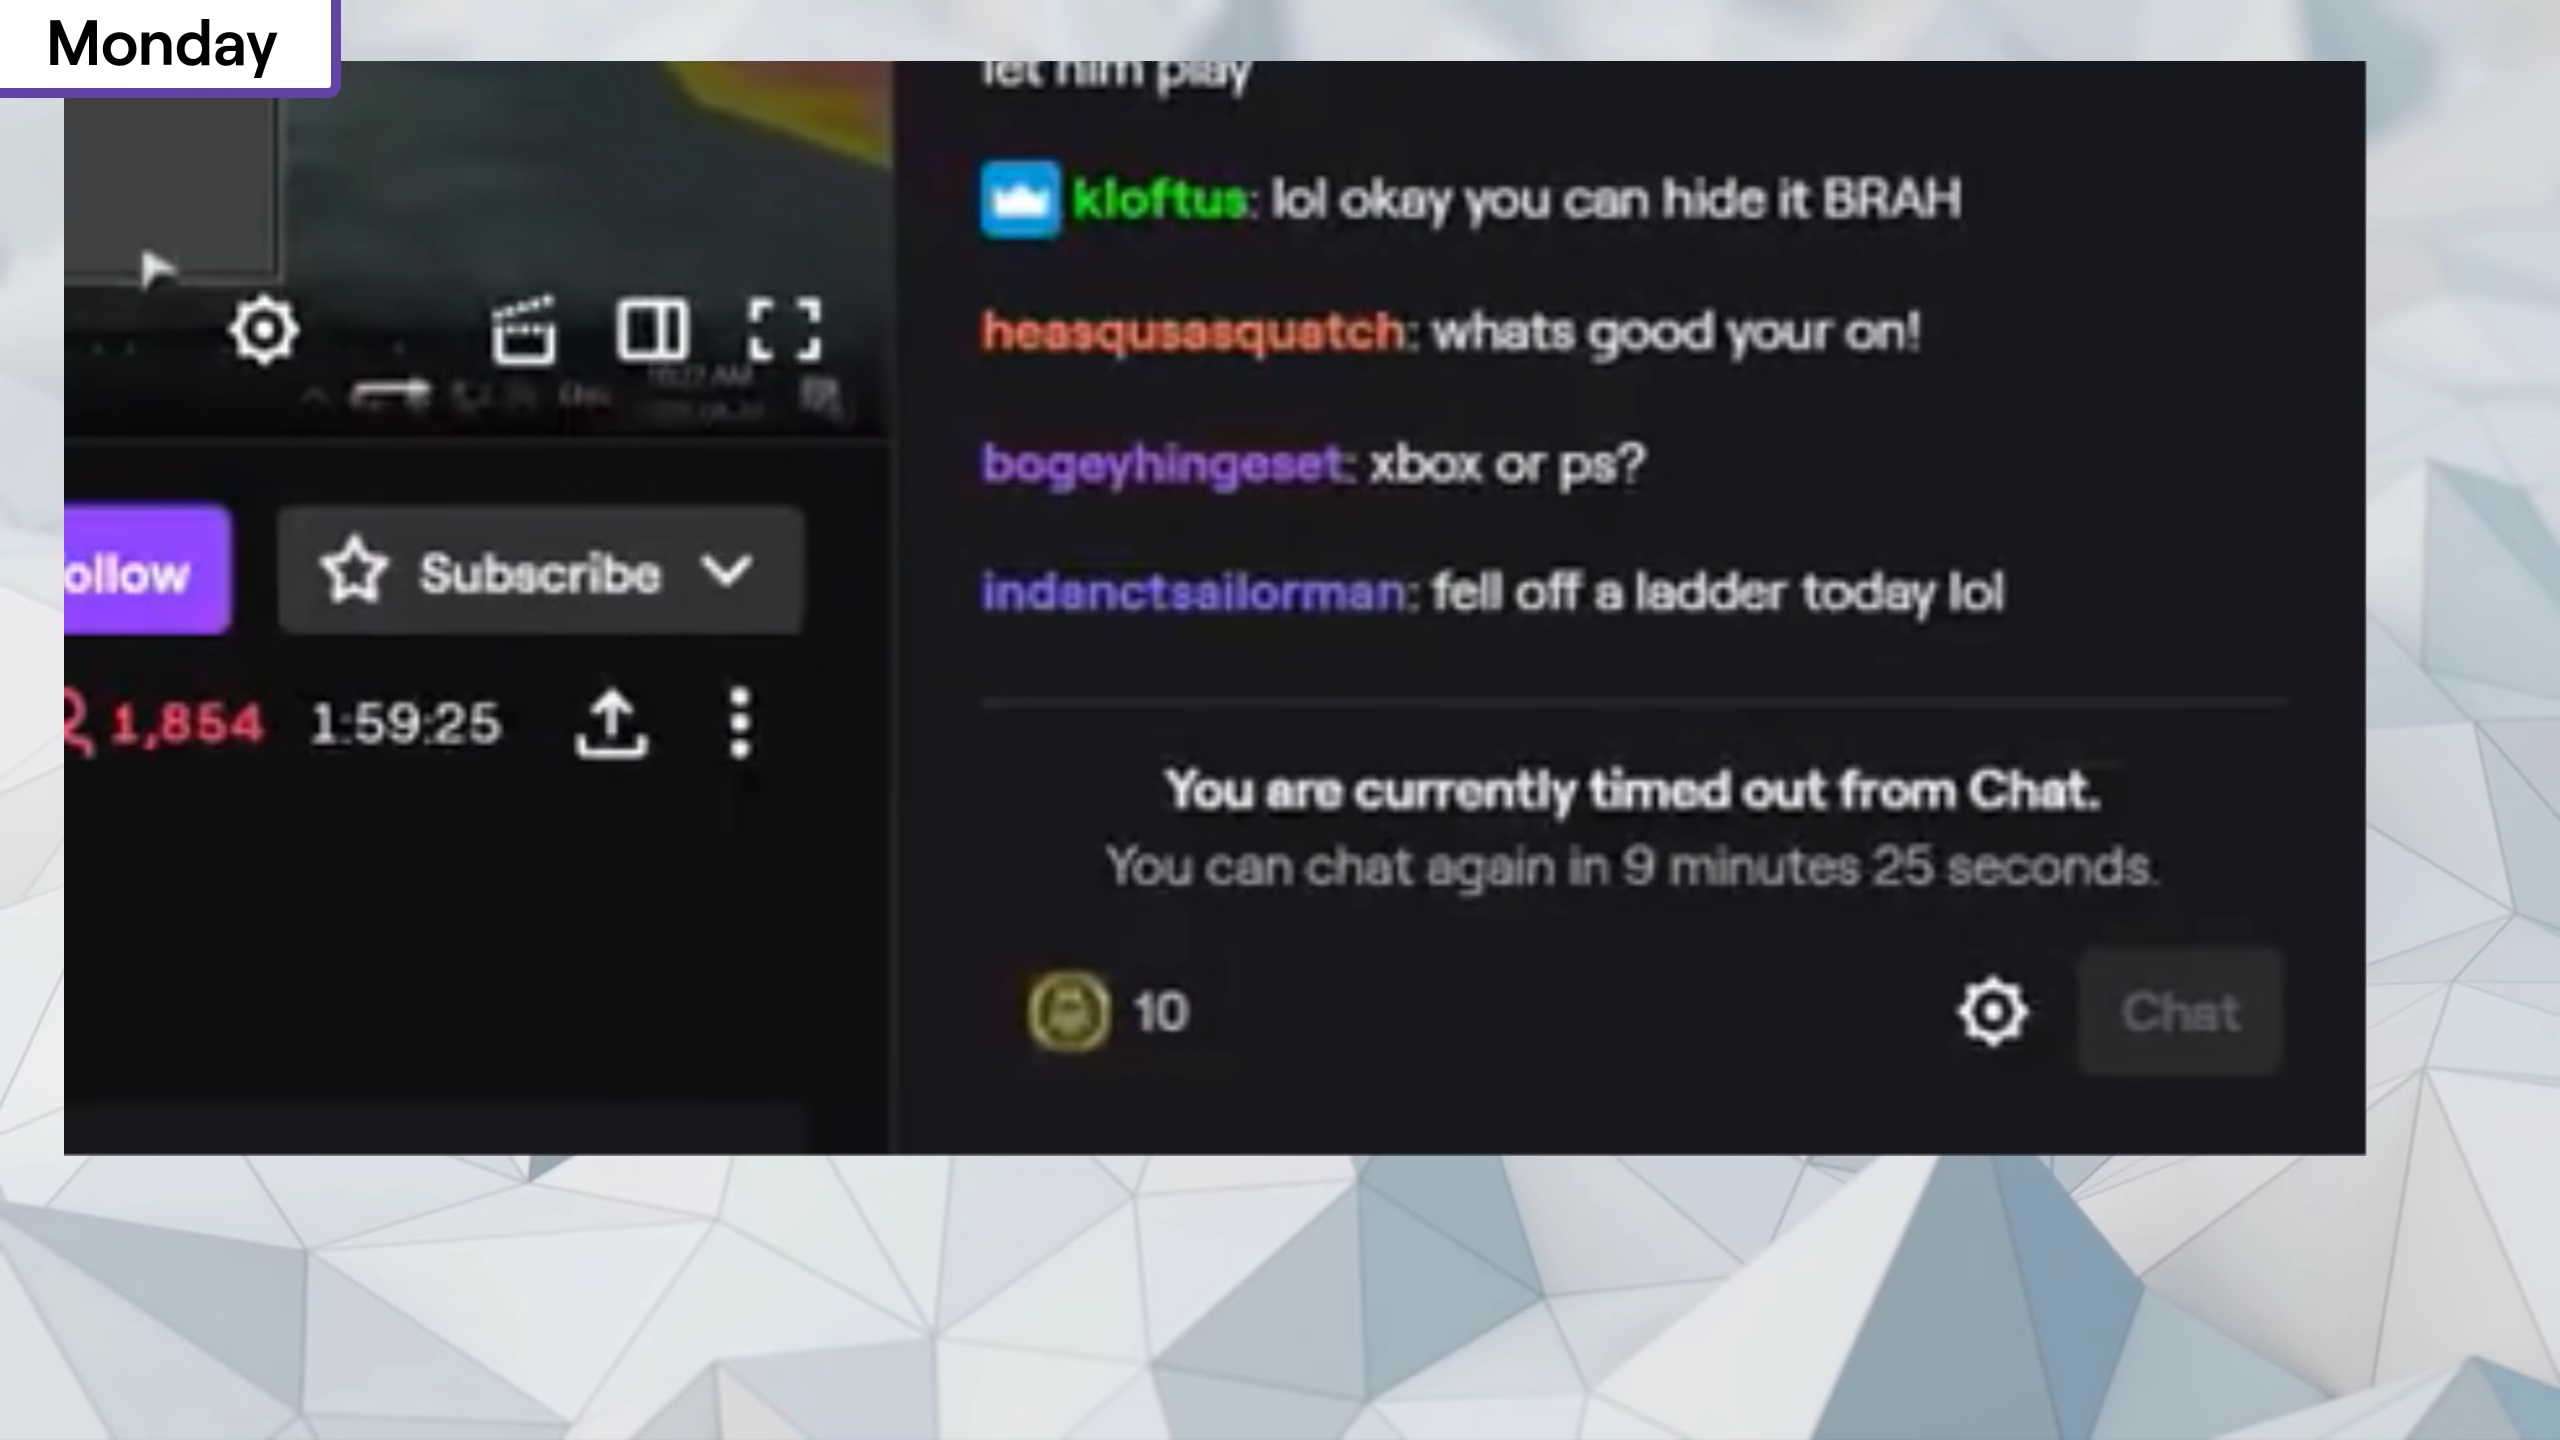 Monday
let him play
kloftus: lol okay you can hide it BRAH
heasqusasquatch: whats good your on!
bogeyhingeset: xbox or ps?
indanctsailorman: fell off a ladder today lol
ollow
Subscribe
1,854 1:59:25
You are currently timed out from Chat.
You can chat again in 9 minutes 25 seconds.
10
Chat